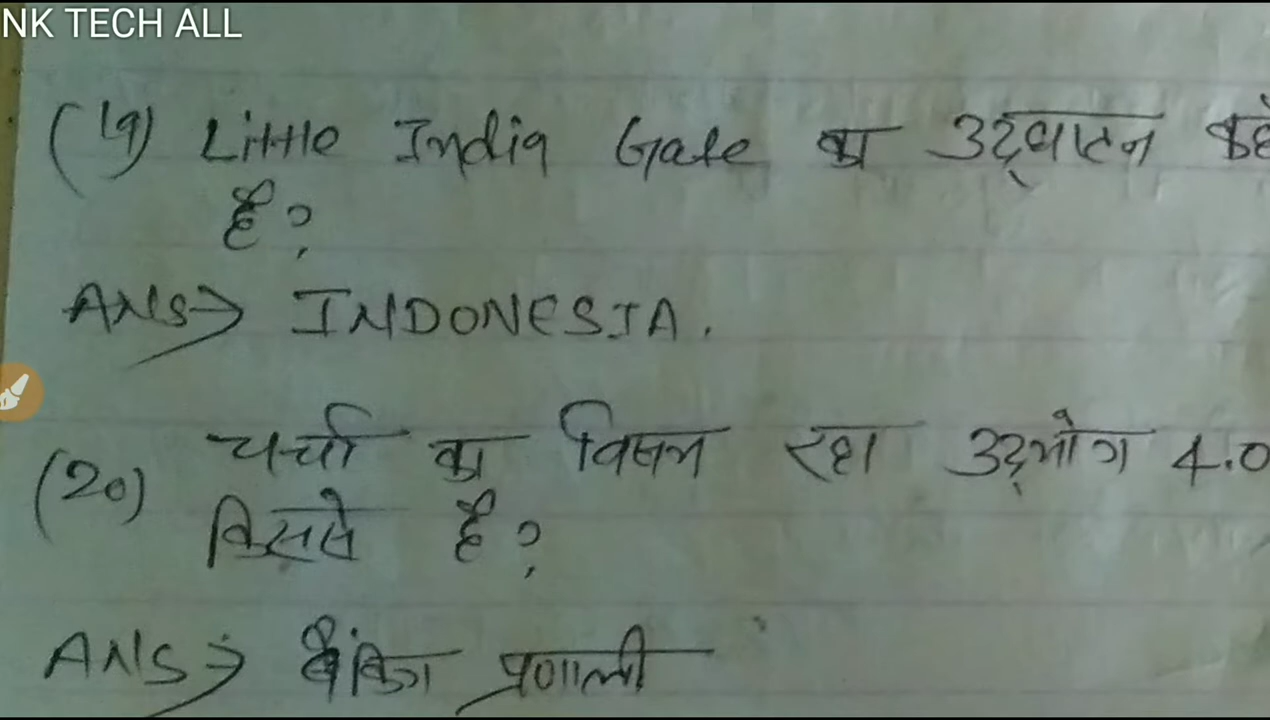 NK TECH ALL
(19) Little India Gate का उद्घाटन
है?
ANS→ INDONESIA.
(20) चर्चा का विषय रहा उद्योग 4.0
किससे है?
ANS→ बैंकिंग प्रणाली